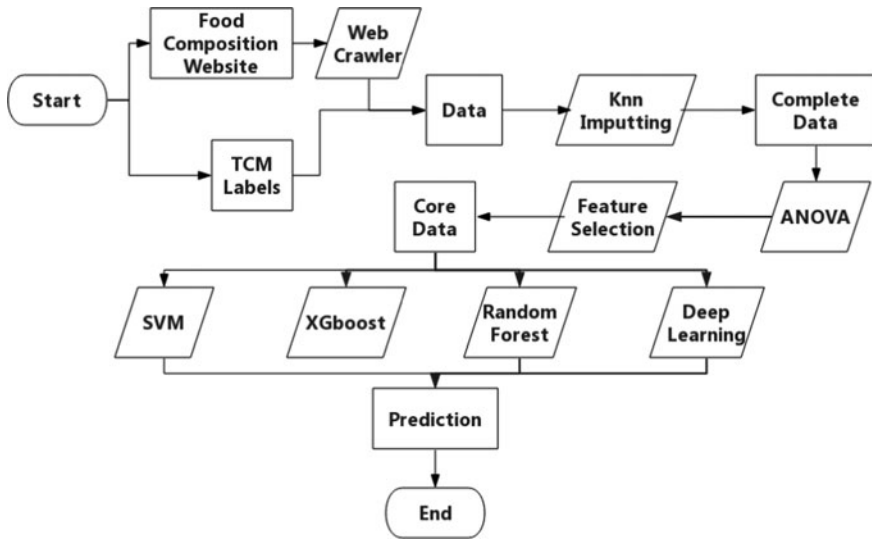 Food
Composition
Website
Web
Crawler
Start
Data
Knn
Imputting
Complete
Data
TCM
Labels
Core
Data
Feature
Selection
ANOVA
SVM
XGboost
Random
Forest
Deep
Learning
Prediction
End